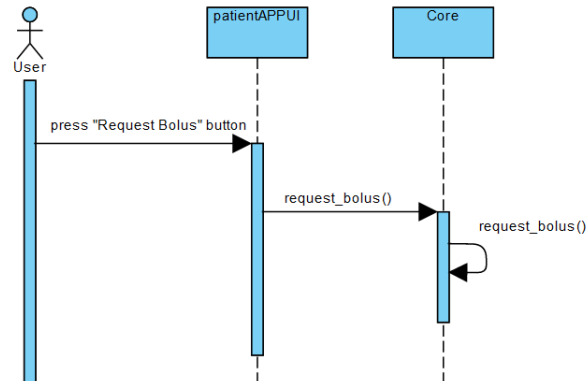 patientAPPUI
Core
User
press "Request Bolus" button
request_bolus()
request_bolus()